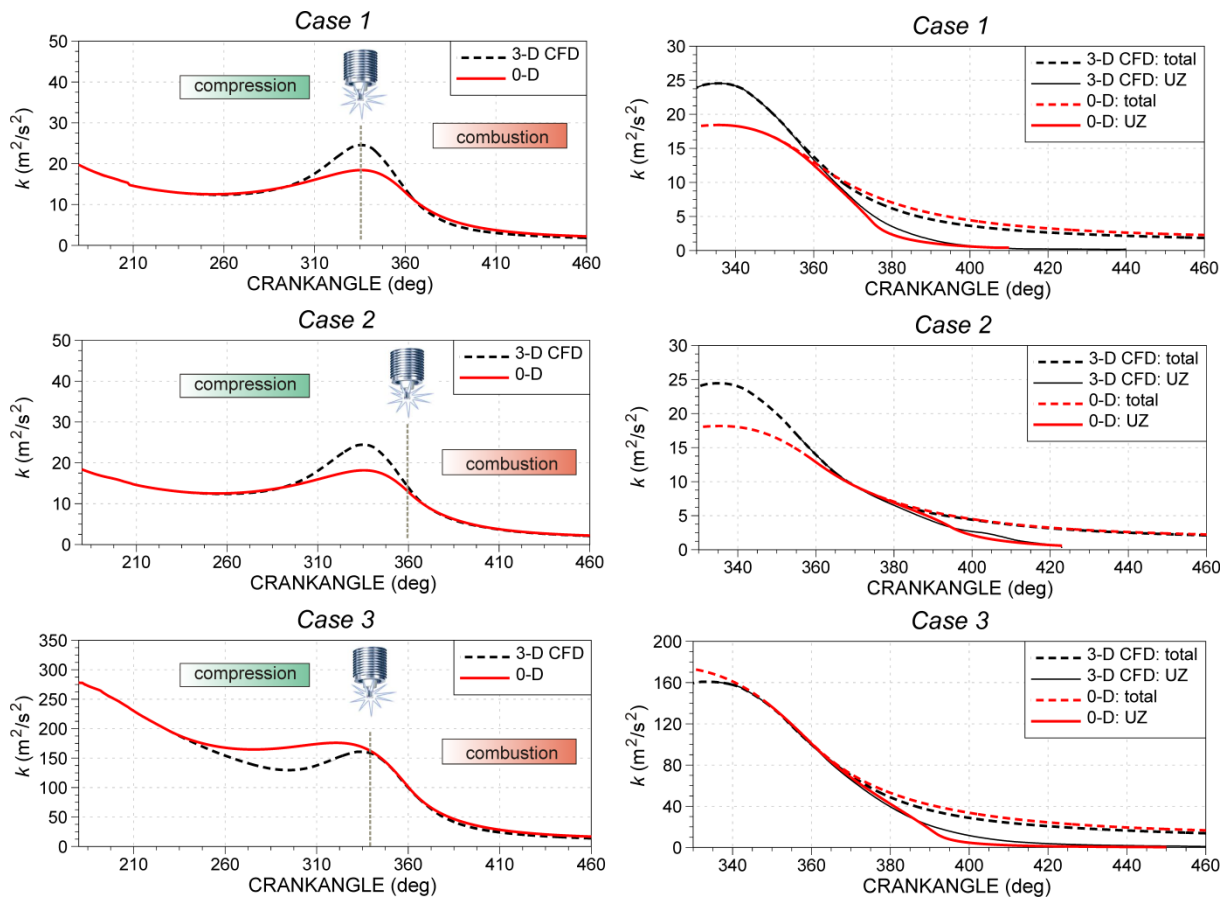 Case 1
50
40
30
20
10
0
k (m²/s²)
compression
combustion
3-D CFD
0-D
210 260 310 360 410 460
CRANKANGLE (deg)
Case 1
30
25
20
15
10
5
0
k (m²/s²)
3-D CFD: total
3-D CFD: UZ
0-D: total
0-D: UZ
340 360 380 400 420 440 460
CRANKANGLE (deg)
Case 2
50
40
30
20
10
0
k (m²/s²)
compression
combustion
3-D CFD
0-D
210 260 310 360 410 460
CRANKANGLE (deg)
Case 2
30
25
20
15
10
5
0
k (m²/s²)
3-D CFD: total
3-D CFD: UZ
0-D: total
0-D: UZ
340 360 380 400 420 440 460
CRANKANGLE (deg)
Case 3
350
300
250
200
150
100
50
0
k (m²/s²)
compression
combustion
3-D CFD
0-D
210 260 310 360 410 460
CRANKANGLE (deg)
Case 3
200
160
120
80
40
0
k (m²/s²)
3-D CFD: total
3-D CFD: UZ
0-D: total
0-D: UZ
340 360 380 400 420 440 460
CRANKANGLE (deg)